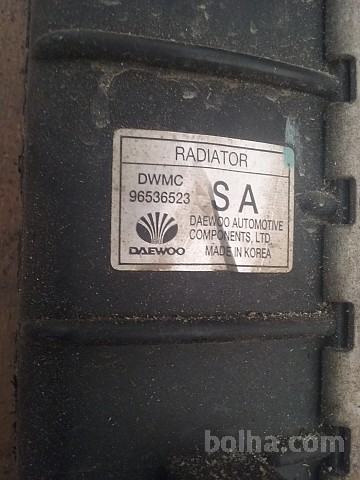 RADIATOR
DWMC
96536523
SA
DAEWOO AUTOMOTIVE
COMPONENTS, LTD.
MADE IN KOREA
DAEWOO
bolha.com